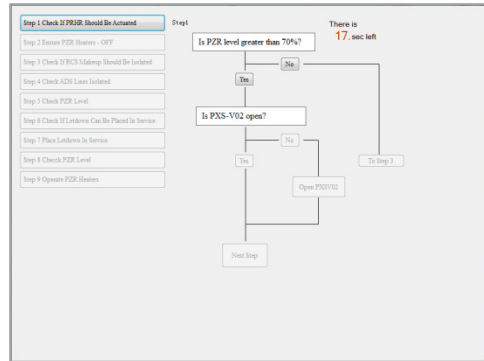 Step 1 Check If PRHR Should Be Actuated
Step 2 Ensure PZR Heaters - OFF
Step 3 Check If RCS Makeup Should Be Isolated
Step 4 Check ADS Lines Isolated
Step 5 Check PZR Level
Step 6 Check If Letdown Can Be Placed In Service
Step 7 Place Letdown In Service
Step 8 Check PZR Level
Step 9 Operate PZR Heaters
Step1
There is
17. sec left
Is PZR level greater than 70%?
No
Yes
Is PXS-V02 open?
No
Yes
To Step 3
Open PXSV02
Next Step